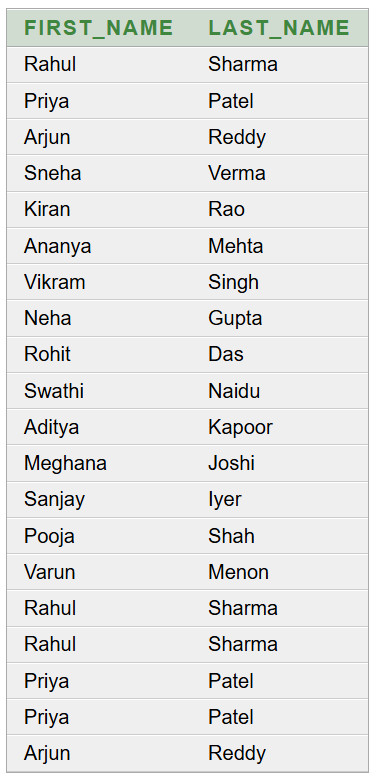 FIRST_NAME LAST_NAME
Rahul Sharma
Priya Patel
Arjun Reddy
Sneha Verma
Kiran Rao
Ananya Mehta
Vikram Singh
Neha Gupta
Rohit Das
Swathi Naidu
Aditya Kapoor
Meghana Joshi
Sanjay Iyer
Pooja Shah
Varun Menon
Rahul Sharma
Rahul Sharma
Priya Patel
Priya Patel
Arjun Reddy